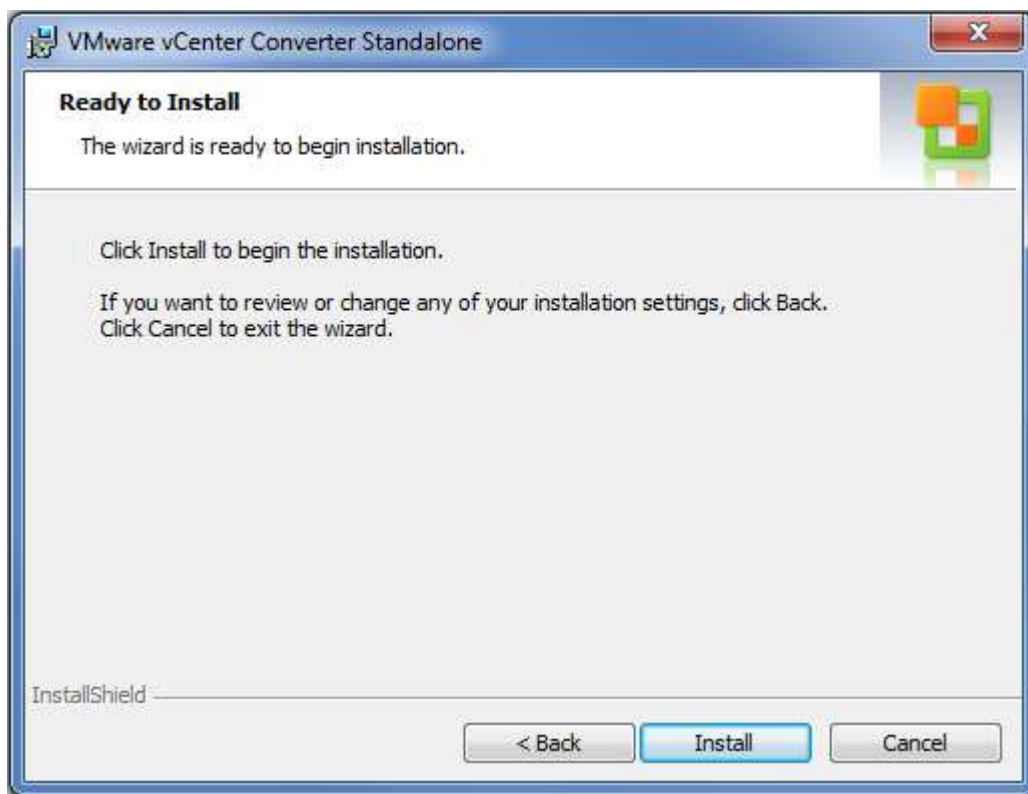 VMware vCenter Converter Standalone
Ready to Install
The wizard is ready to begin installation.
Click Install to begin the installation.
If you want to review or change any of your installation settings, click Back.
Click Cancel to exit the wizard.
InstallShield
< Back
Install
Cancel